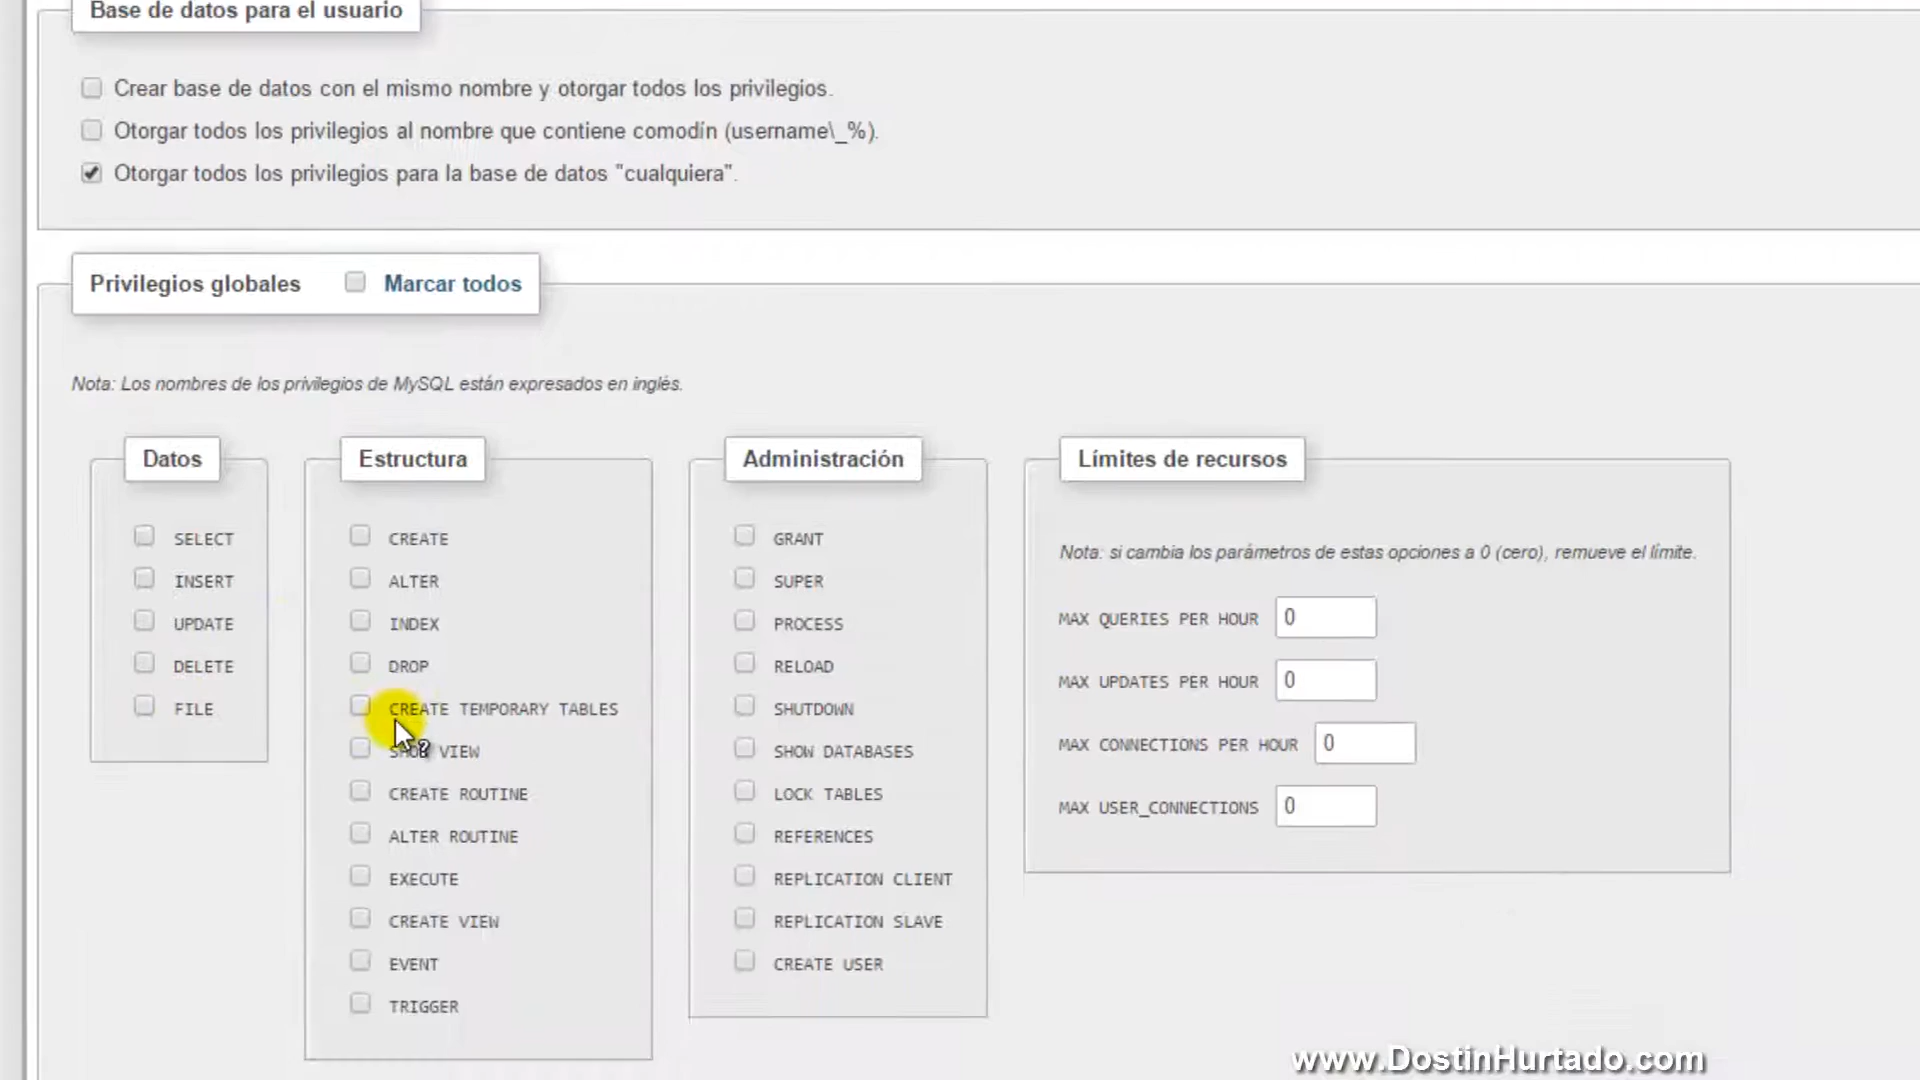 Base de datos para el usuario
Crear base de datos con el mismo nombre y otorgar todos los privilegios.
Otorgar todos los privilegios al nombre que contiene comodín (username\_%).
Otorgar todos los privilegios para la base de datos "cualquiera".
Privilegios globales Marcar todos
Nota: Los nombres de los privilegios de MySQL están expresados en inglés.
Datos
SELECT
INSERT
UPDATE
DELETE
FILE
Estructura
CREATE
ALTER
INDEX
DROP
CREATE TEMPORARY TABLES
SHOW VIEW
CREATE ROUTINE
ALTER ROUTINE
EXECUTE
CREATE VIEW
EVENT
TRIGGER
Administración
GRANT
SUPER
PROCESS
RELOAD
SHUTDOWN
SHOW DATABASES
LOCK TABLES
REFERENCES
REPLICATION CLIENT
REPLICATION SLAVE
CREATE USER
Límites de recursos
Nota: si cambia los parámetros de estas opciones a 0 (cero), remueve el límite.
MAX QUERIES PER HOUR 0
MAX UPDATES PER HOUR 0
MAX CONNECTIONS PER HOUR 0
MAX USER_CONNECTIONS 0
www.DostinHurtado.com